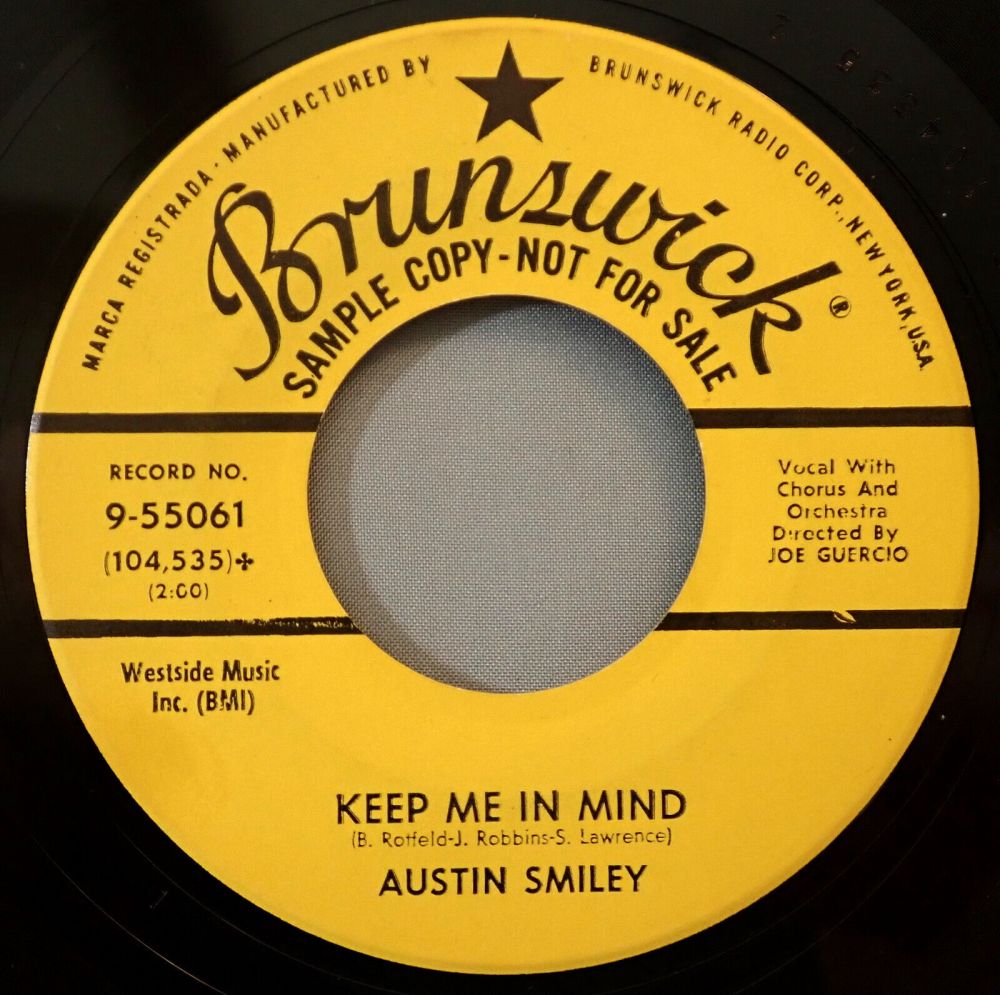 MARCA REGISTRADA · MANUFACTURED BY BRUNSWICK RADIO CORP., NEW YORK, U.S.A.
Brunswick ®
SAMPLE COPY-NOT FOR SALE
RECORD NO.
9-55061
(104,535)✢
(2:00)
Vocal With
Chorus And
Orchestra
Directed By
JOE GUERCIO
Westside Music
Inc. (BMI)
KEEP ME IN MIND
(B. Rotfeld-J. Robbins-S. Lawrence)
AUSTIN SMILEY